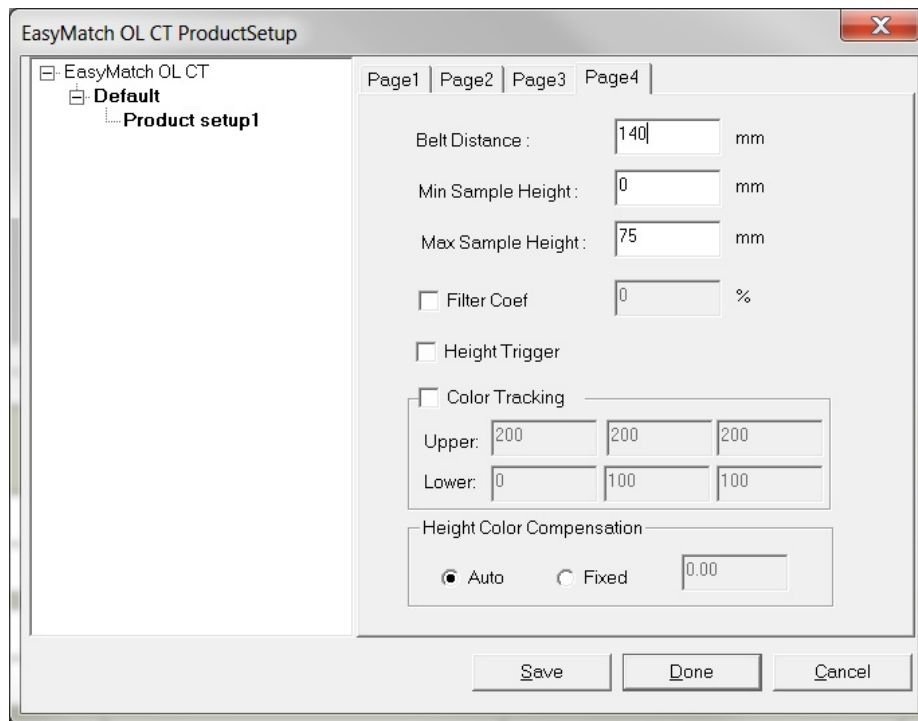 EasyMatch OL CT ProductSetup
EasyMatch OL CT
Default
Product setup1
Page1 Page2 Page3 Page4
Belt Distance : 140 mm
Min Sample Height : 0 mm
Max Sample Height : 75 mm
Filter Coef 0 %
Height Trigger
Color Tracking
Upper: 200 200 200
Lower: 0 100 100
Height Color Compensation
Auto Fixed 0.00
Save Done Cancel